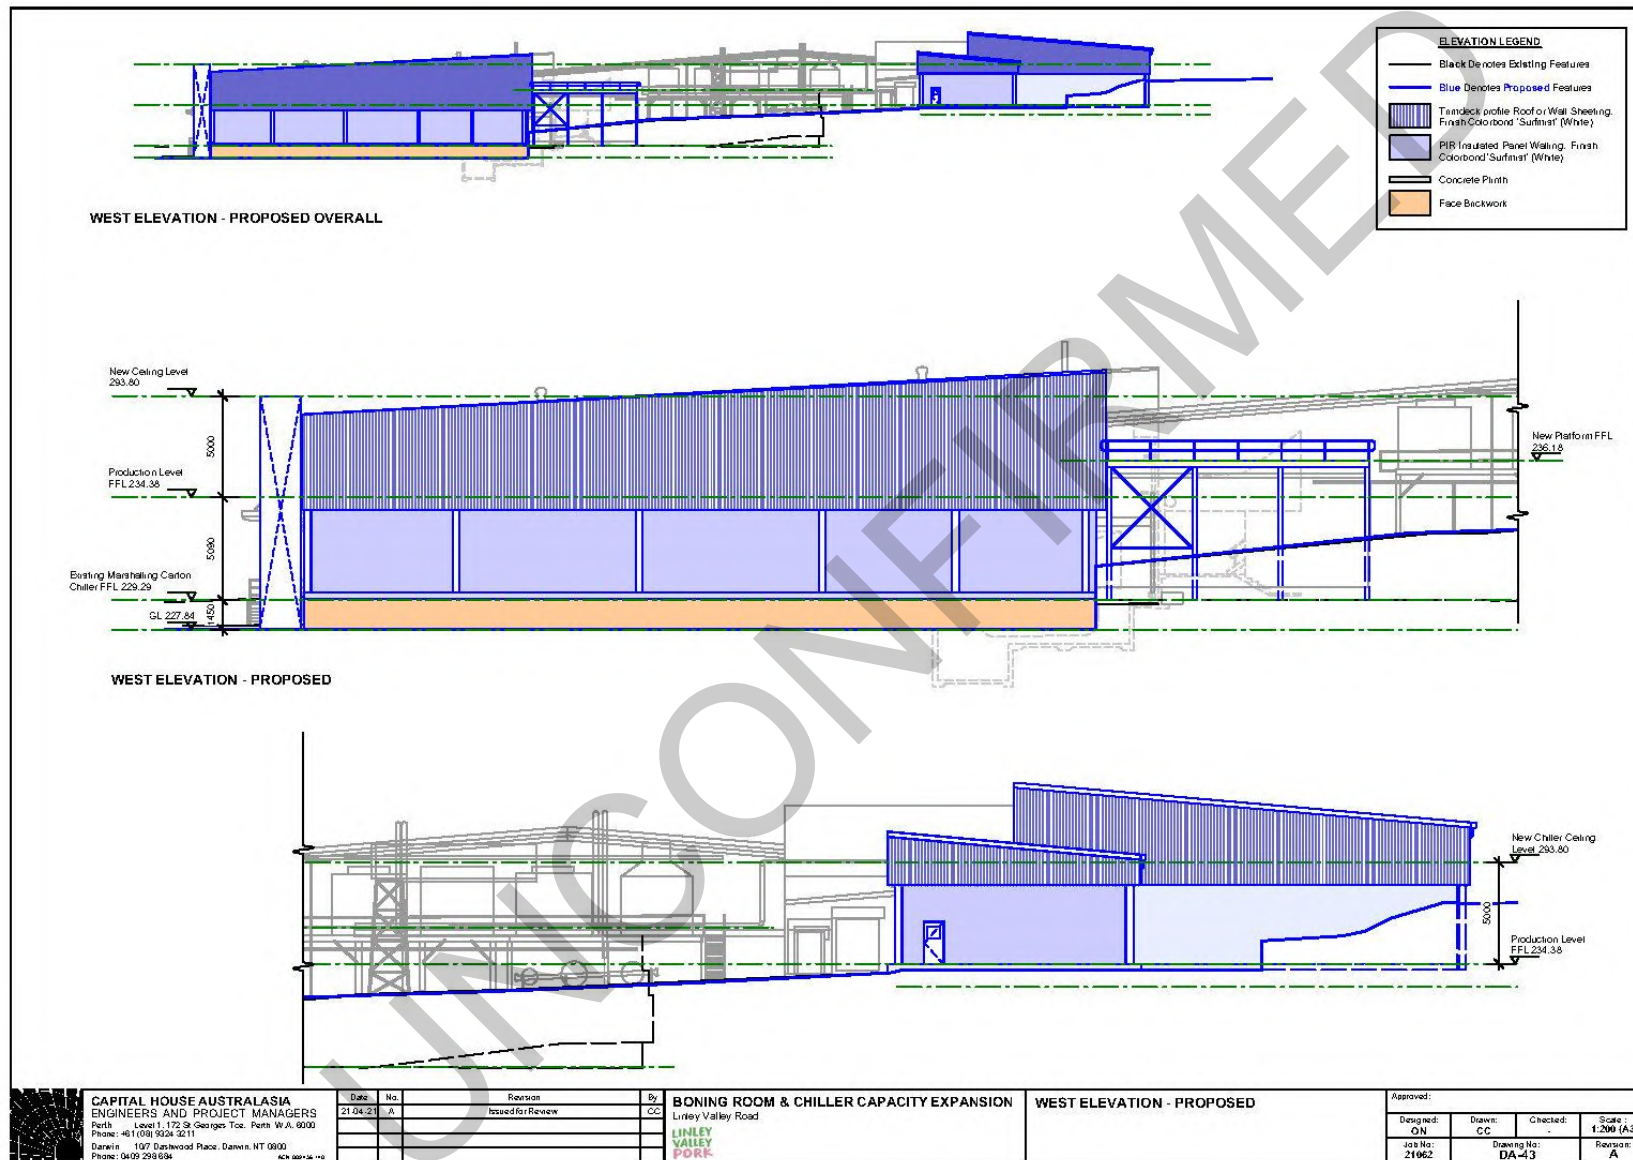 ELEVATION LEGEND
Black Denotes Existing Features
Blue Denotes Proposed Features
Trimdeck profile Roof or Wall Sheeting.
Finish Colorbond 'Surfmist' (White)
PIR Insulated Panel Walling. Finish
Colorbond 'Surfmist' (White)
Concrete Plinth
Face Brickwork
WEST ELEVATION - PROPOSED OVERALL
New Ceiling Level
293.80
5000
Production Level
FFL 234.38
5090
Existing Marshalling Carton
Chiller FFL 229.29
1450
GL 227.84
New Platform FFL
236.18
WEST ELEVATION - PROPOSED
New Chiller Ceiling
Level 293.80
5000
Production Level
FFL 234.38
UNCONFIRMED
CAPITAL HOUSE AUSTRALASIA
ENGINEERS AND PROJECT MANAGERS
Perth Level 1, 172 St Georges Tce. Perth W.A. 6000
Phone: +61 (08) 9324 3211
Darwin 10/7 Dashwood Place, Darwin, NT 0800
Phone: 0409 298 684
Date No. Revision By
21-04-21 A Issued for Review CC
BONING ROOM & CHILLER CAPACITY EXPANSION
Linley Valley Road
LINLEY
VALLEY
PORK
WEST ELEVATION - PROPOSED
Approved:
Designed: Drawn: Checked: Scale:
ON CC - 1:200 (A3
Job No: Drawing No: Revision:
21962 DA-43 A